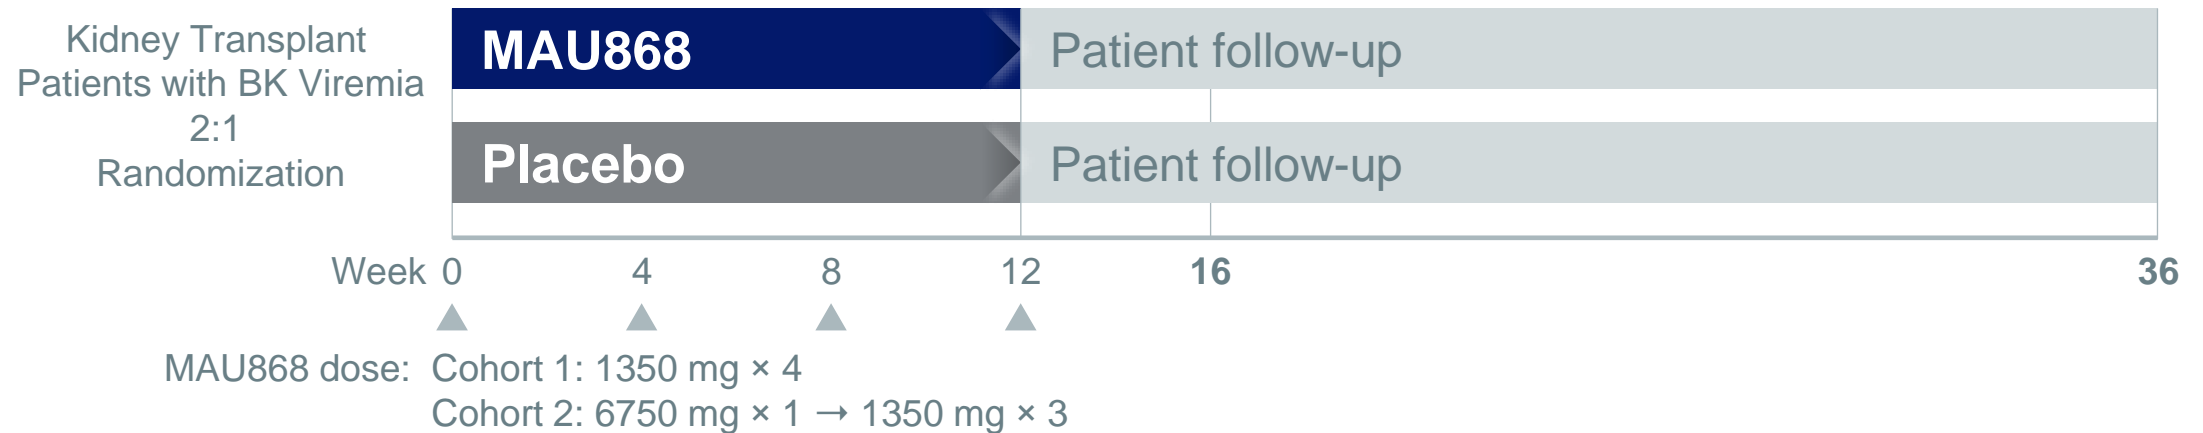 Kidney Transplant
Patients with BK Viremia
2:1
Randomization
MAU868
Patient follow-up
Placebo
Patient follow-up
Week 0 4 8 12 16 36
MAU868 dose: Cohort 1: 1350 mg × 4
Cohort 2: 6750 mg × 1 → 1350 mg × 3